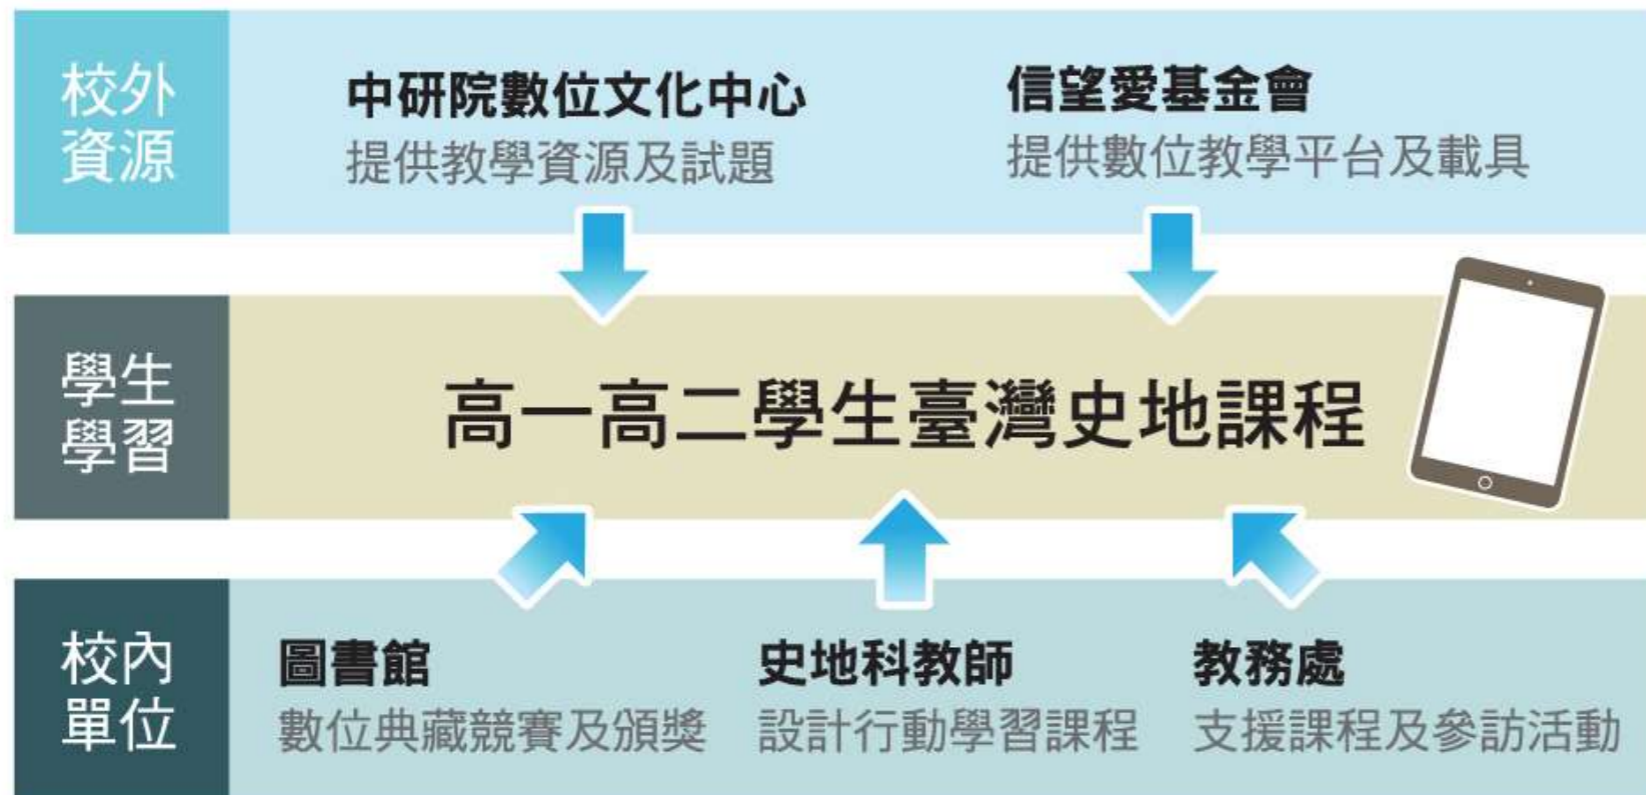 校外
資源
中研院數位文化中心
提供教學資源及試題
信望愛基金會
提供數位教學平台及載具
學生
學習
高一高二學生臺灣史地課程
校內
單位
圖書館
數位典藏競賽及頒獎
史地科教師
設計行動學習課程
教務處
支援課程及參訪活動